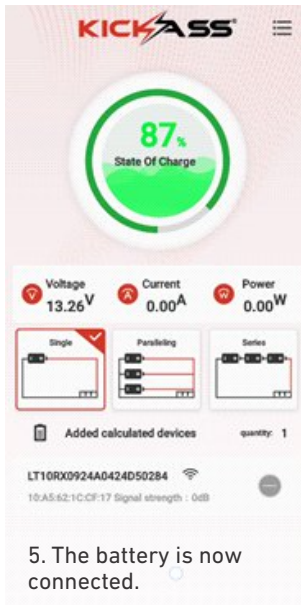 KICKASS®
87%
State Of Charge
Voltage
13.26V
Current
0.00A
Power
0.00W
Single
Paralleling
Series
Added calculated devices
quantity: 1
LT10RX0924A0424D50284
10:A5:62:1C:CF:17 Signal strength : 0dB
5. The battery is now
connected.